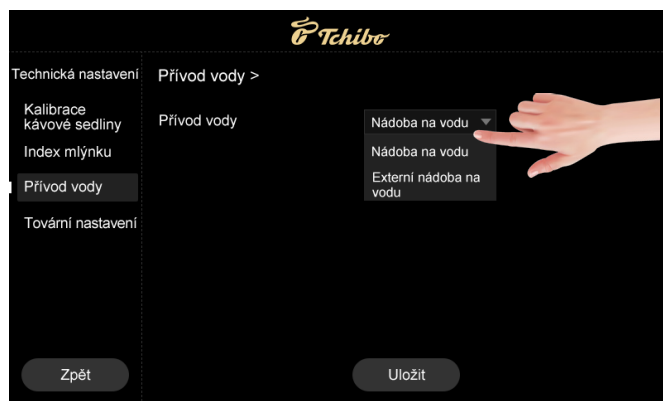 Tchibo
Technická nastavení
Přívod vody >
Kalibrace
kávové sedliny
Přívod vody
Nádoba na vodu
Index mlýnku
Nádoba na vodu
Přívod vody
Externí nádoba na
vodu
Tovární nastavení
Zpět
Uložit